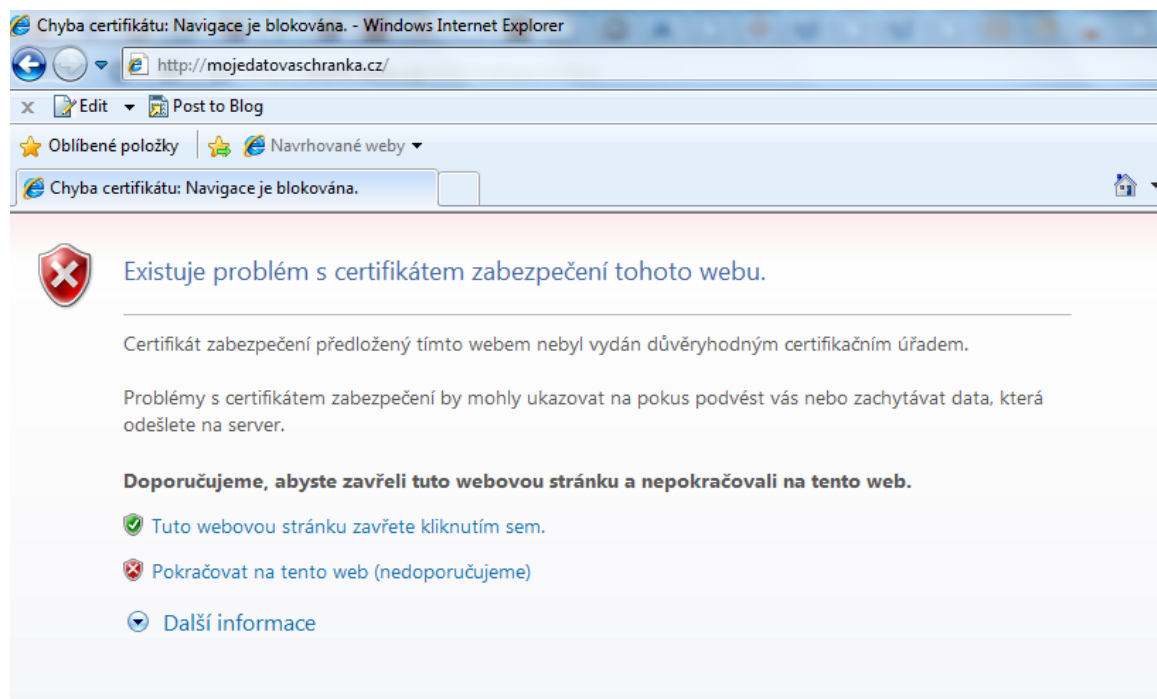 Chyba certifikátu: Navigace je blokována. - Windows Internet Explorer
http://mojedatovaschranka.cz/
x Edit Post to Blog
Oblíbené položky Navrhované weby
Chyba certifikátu: Navigace je blokována.
Existuje problém s certifikátem zabezpečení tohoto webu.
Certifikát zabezpečení předložený tímto webem nebyl vydán důvěryhodným certifikačním úřadem.
Problémy s certifikátem zabezpečení by mohly ukazovat na pokus podvést vás nebo zachytávat data, která
odešlete na server.
Doporučujeme, abyste zavřeli tuto webovou stránku a nepokračovali na tento web.
Tuto webovou stránku zavřete kliknutím sem.
Pokračovat na tento web (nedoporučujeme)
Další informace